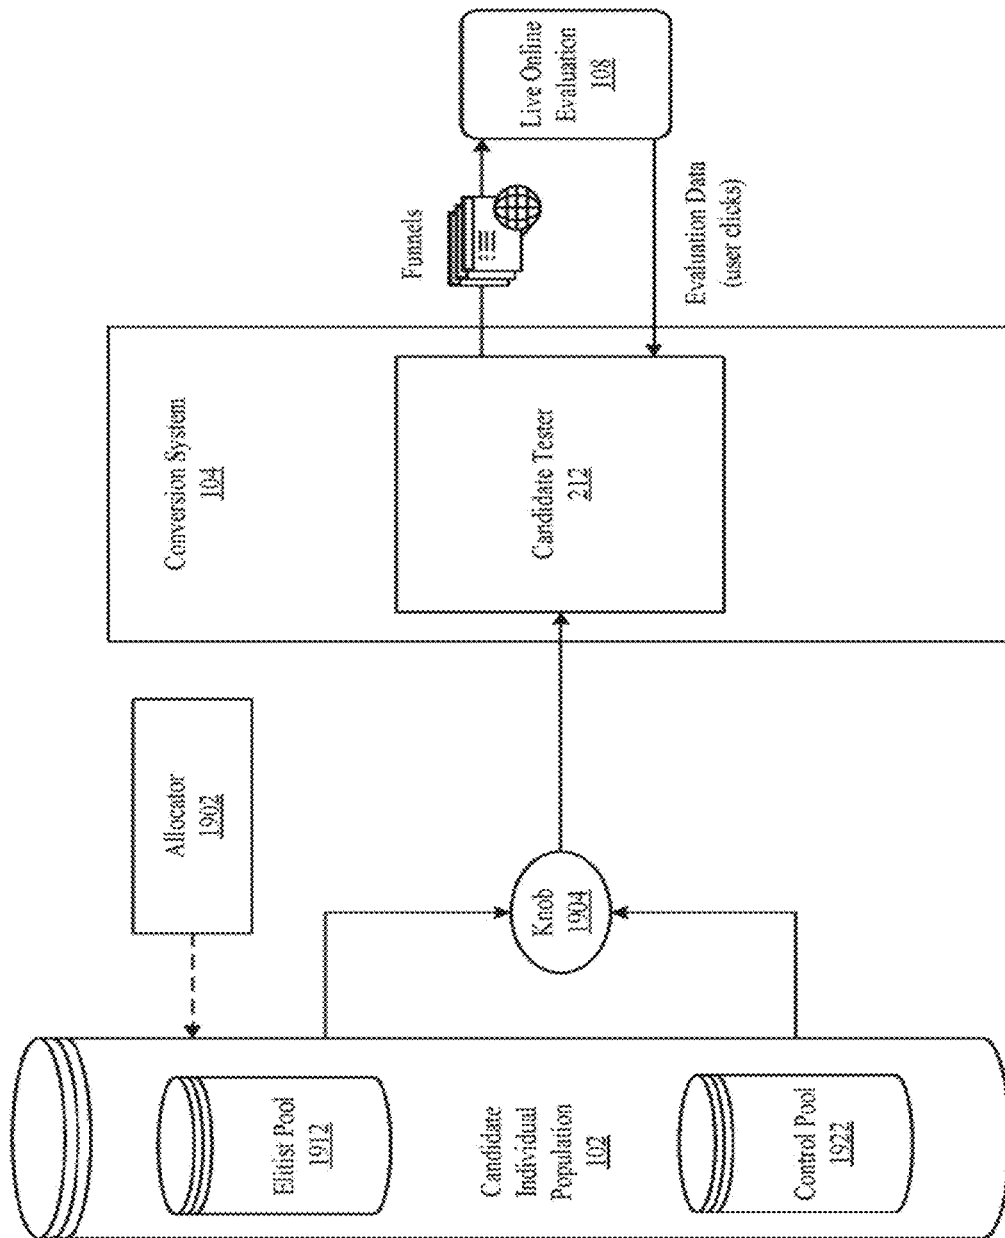 Live Online
Evaluation
108
Funnels
Evaluation Data
(user clicks)
Conversion System
104
Candidate Tester
212
Allocator
1902
Knob
1904
Elitist Pool
1912
Candidate
Individual
Population
102
Control Pool
1922